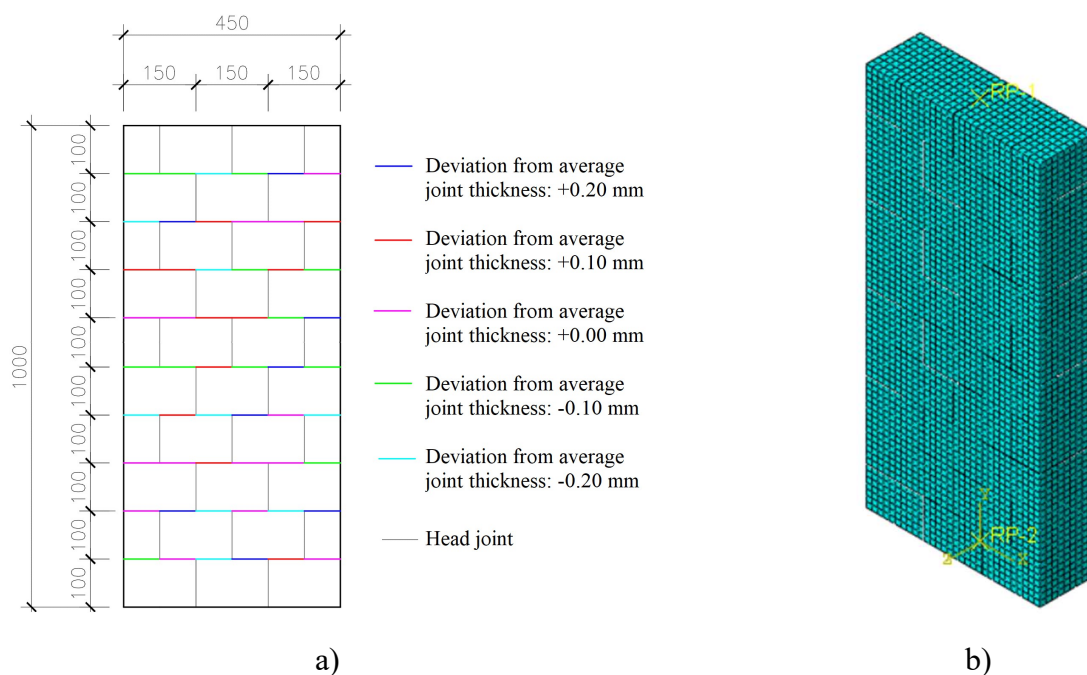 450
150 150 150
100
100
100
100
100
100
100
100
100
100
1000
Deviation from average
joint thickness: +0.20 mm
Deviation from average
joint thickness: +0.10 mm
Deviation from average
joint thickness: +0.00 mm
Deviation from average
joint thickness: -0.10 mm
Deviation from average
joint thickness: -0.20 mm
Head joint
a)
RP-1
Y
RP-2
Z X
b)